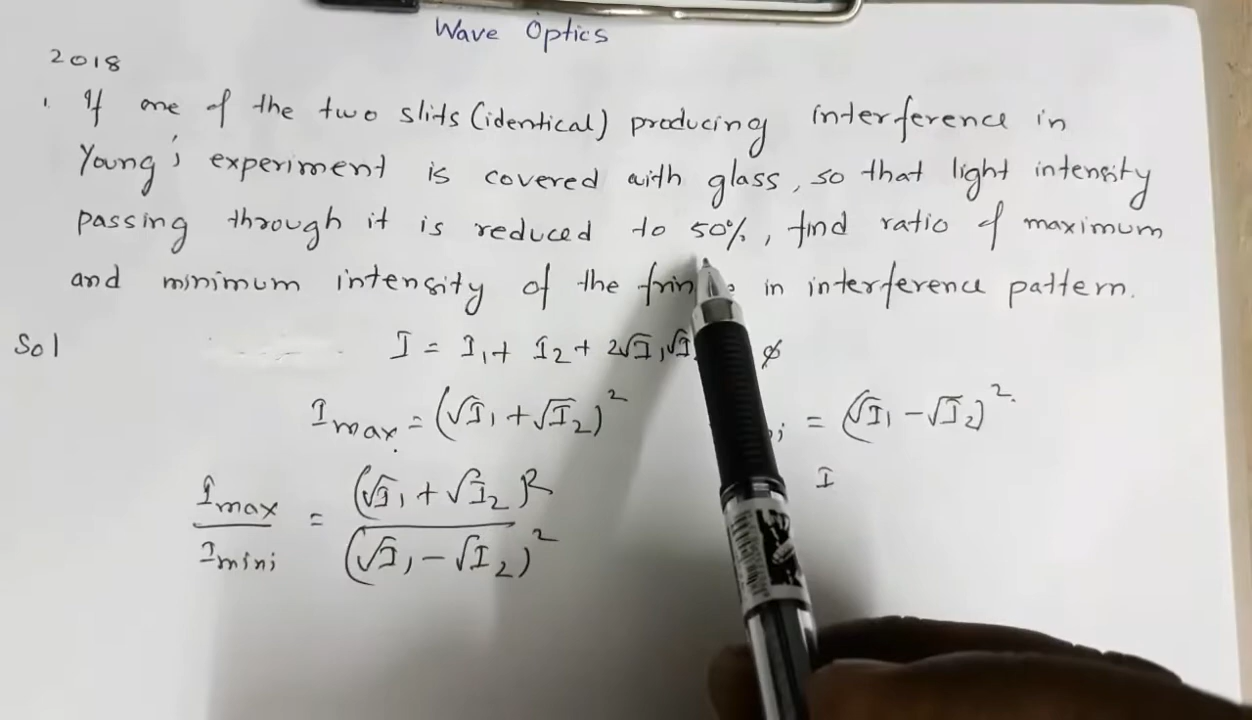 Wave Optics
2018
1. If one of the two slits (identical) producing interference in
Young's experiment is covered with glass, so that light intensity
passing through it is reduced to 50%, find ratio of maximum
and minimum intensity of the in interference pattern.
Sol
I = I₁ + I₂ + 2√I₁√I ϕ
Imax = (√I₁ + √I₂)² = (√I₁ - √I₂)²
I
Imax / Imini = (√I₁ + √I₂)² / (√I₁ - √I₂)²